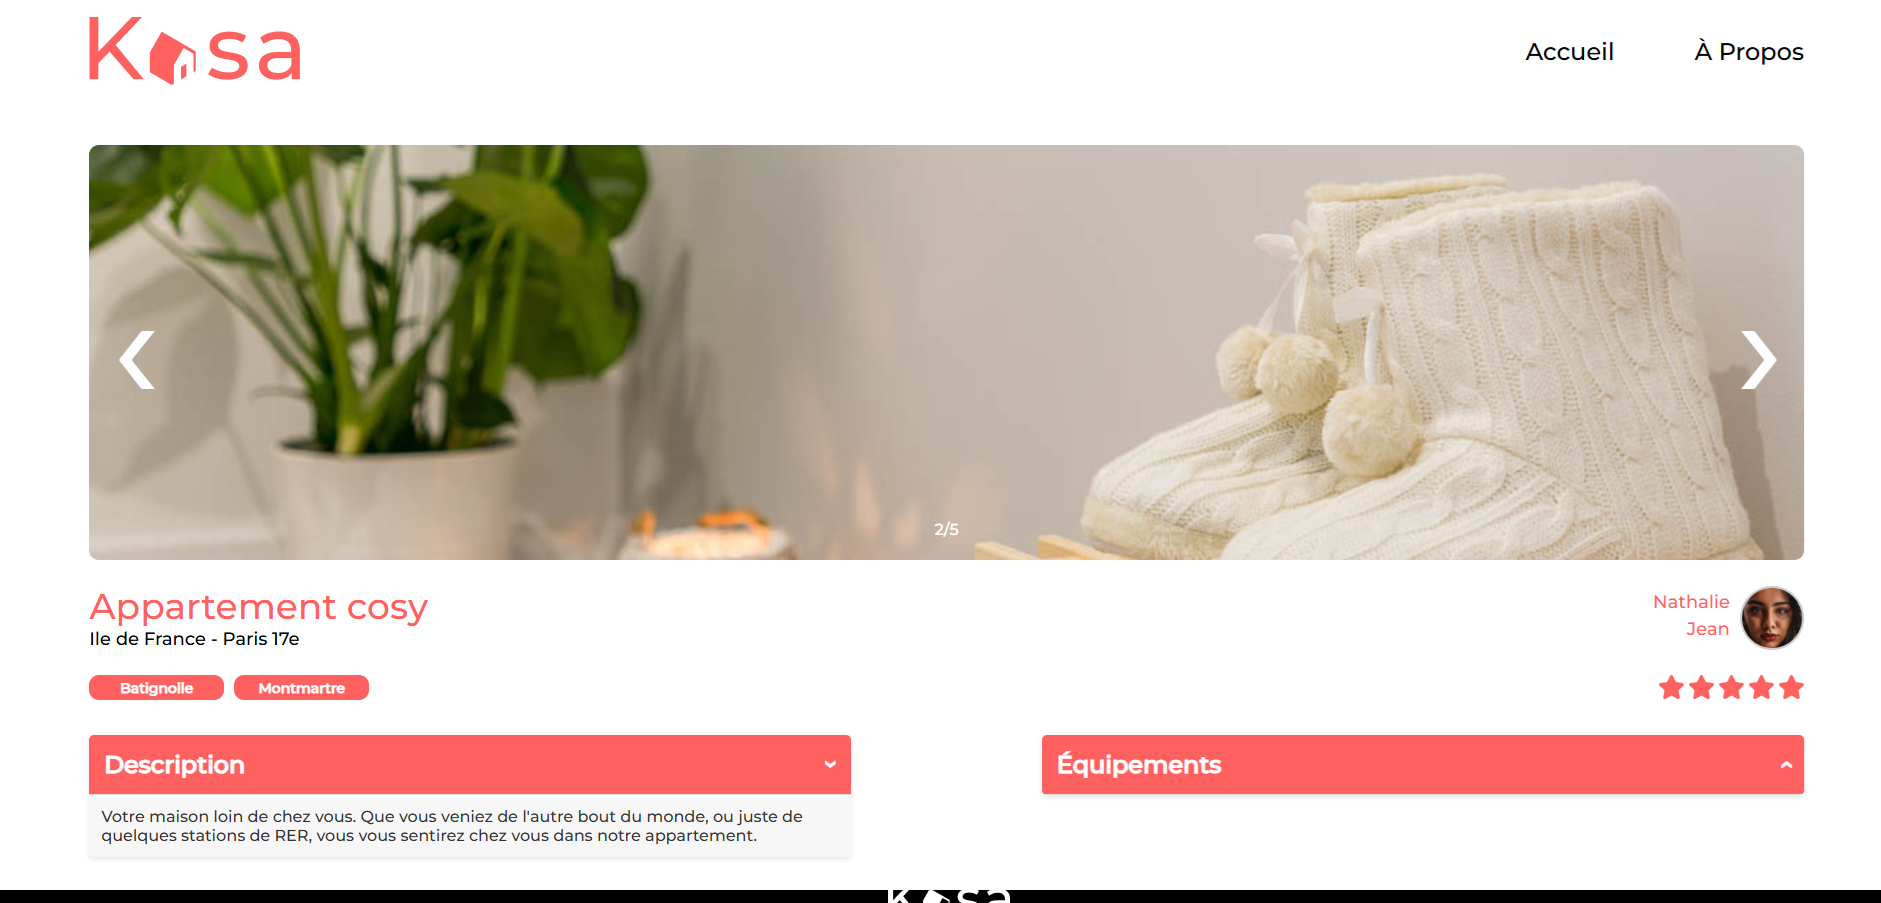 Kasa
Accueil
À Propos
2/5
Appartement cosy
Ile de France - Paris 17e
Nathalie
Jean
Batignolle
Montmartre
Description
Équipements
Votre maison loin de chez vous. Que vous veniez de l'autre bout du monde, ou juste de
quelques stations de RER, vous vous sentirez chez vous dans notre appartement.
Kasa